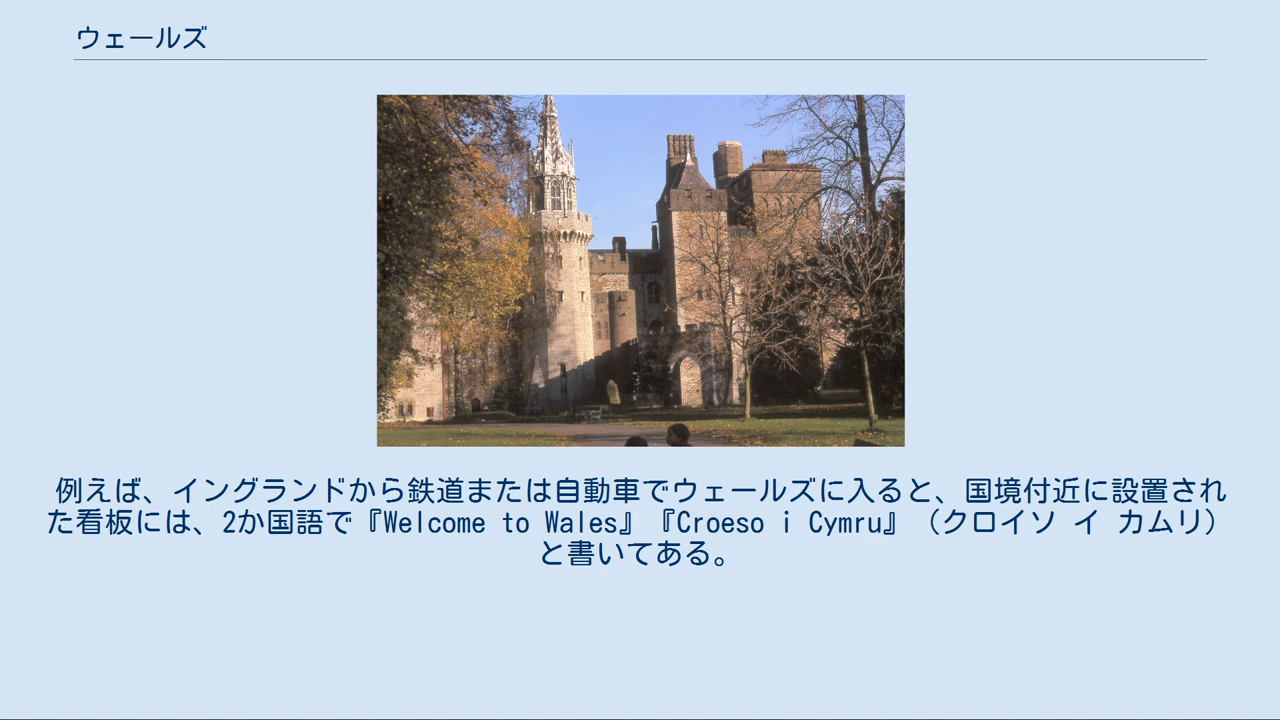 ウェールズ
例えば、イングランドから鉄道または自動車でウェールズに入ると、国境付近に設置され
た看板には、2か国語で『Welcome to Wales』『Croeso i Cymru』（クロイソ イ カムリ）
と書いてある。